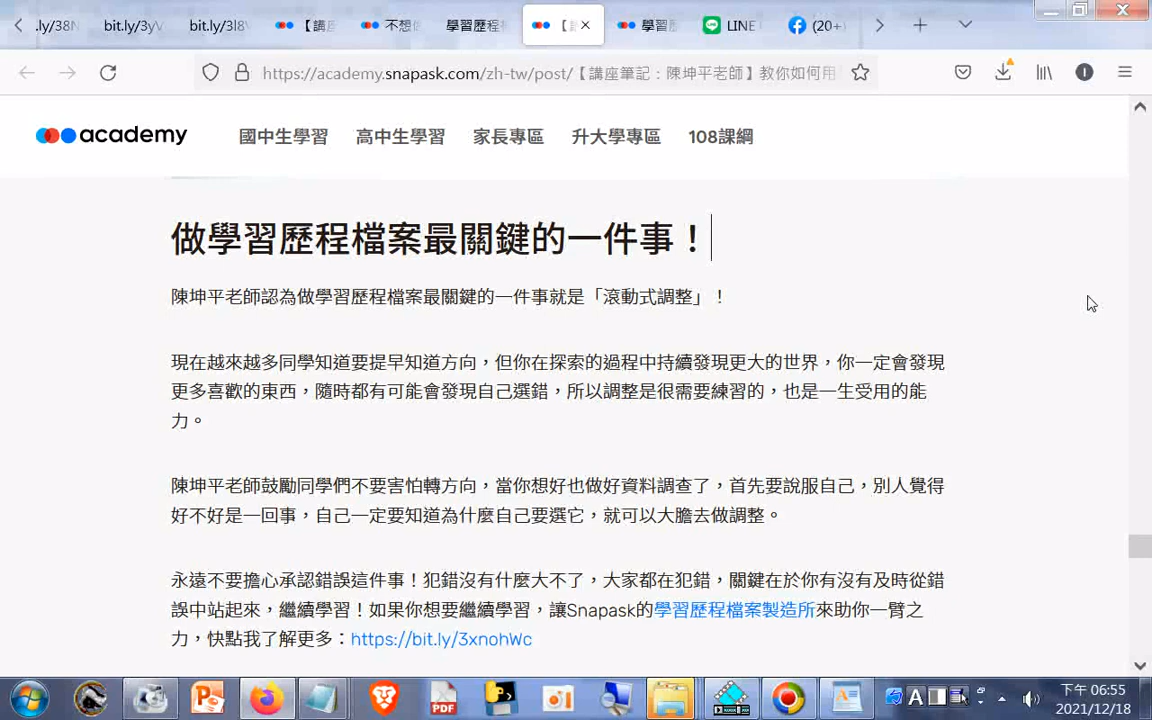 .ly/38N
bit.ly/3yV
bit.ly/3l8
【講座
不想
學習歷程
【
學習歷
LINE
(20+)
https://academy.snapask.com/zh-tw/post/【講座筆記：陳坤平老師】教你如何用
academy
國中生學習
高中生學習
家長專區
升大學專區
108課綱
做學習歷程檔案最關鍵的一件事！
陳坤平老師認為做學習歷程檔案最關鍵的一件事就是「滾動式調整」！
現在越來越多同學知道要提早知道方向，但你在探索的過程中持續發現更大的世界，你一定會發現
更多喜歡的東西，隨時都有可能會發現自己選錯，所以調整是很需要練習的，也是一生受用的能
力。
陳坤平老師鼓勵同學們不要害怕轉方向，當你想好也做好資料調查了，首先要說服自己，別人覺得
好不好是一回事，自己一定要知道為什麼自己要選它，就可以大膽去做調整。
永遠不要擔心承認錯誤這件事！犯錯沒有什麼大不了，大家都在犯錯，關鍵在於你有沒有及時從錯
誤中站起來，繼續學習！如果你想要繼續學習，讓Snapask的學習歷程檔案製造所來助你一臂之
力，快點我了解更多：https://bit.ly/3xnohWc
PDF
A
下午 06:55
2021/12/18